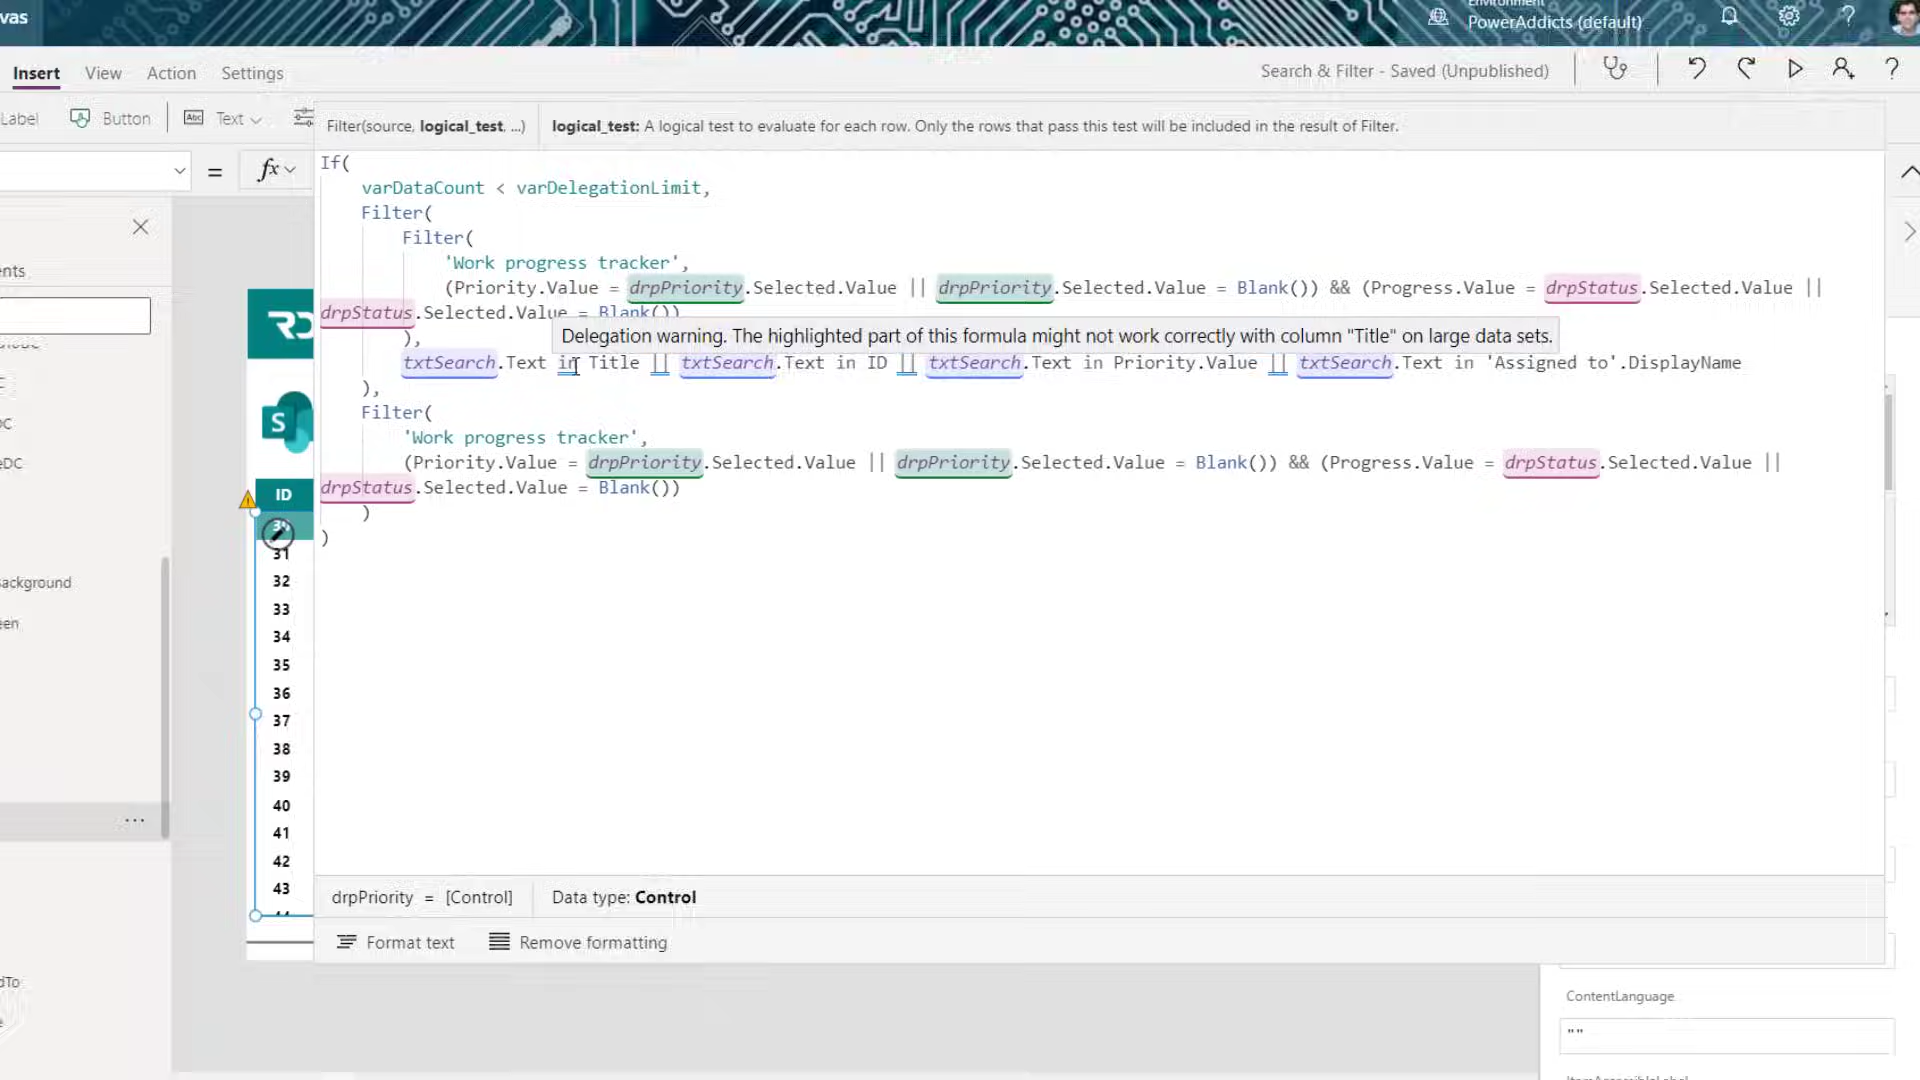 vas
Environment
PowerAddicts (default)
Insert View Action Settings
Search & Filter - Saved (Unpublished)
Label Button Abc Text
Filter(source, logical_test, ...) logical_test: A logical test to evaluate for each row. Only the rows that pass this test will be included in the result of Filter.
= fx
If(
varDataCount < varDelegationLimit,
Filter(
Filter(
'Work progress tracker',
(Priority.Value = drpPriority.Selected.Value || drpPriority.Selected.Value = Blank()) && (Progress.Value = drpStatus.Selected.Value ||
drpStatus.Selected.Value = Blank())
),
Delegation warning. The highlighted part of this formula might not work correctly with column "Title" on large data sets.
txtSearch.Text in Title || txtSearch.Text in ID || txtSearch.Text in Priority.Value || txtSearch.Text in 'Assigned to'.DisplayName
),
Filter(
'Work progress tracker',
(Priority.Value = drpPriority.Selected.Value || drpPriority.Selected.Value = Blank()) && (Progress.Value = drpStatus.Selected.Value ||
drpStatus.Selected.Value = Blank())
)
)
ents
DC
eDC
ackground
een
dTo
S
ID
31
32
33
34
35
36
37
38
39
40
41
42
43
drpPriority = [Control] Data type: Control
Format text Remove formatting
ContentLanguage
""